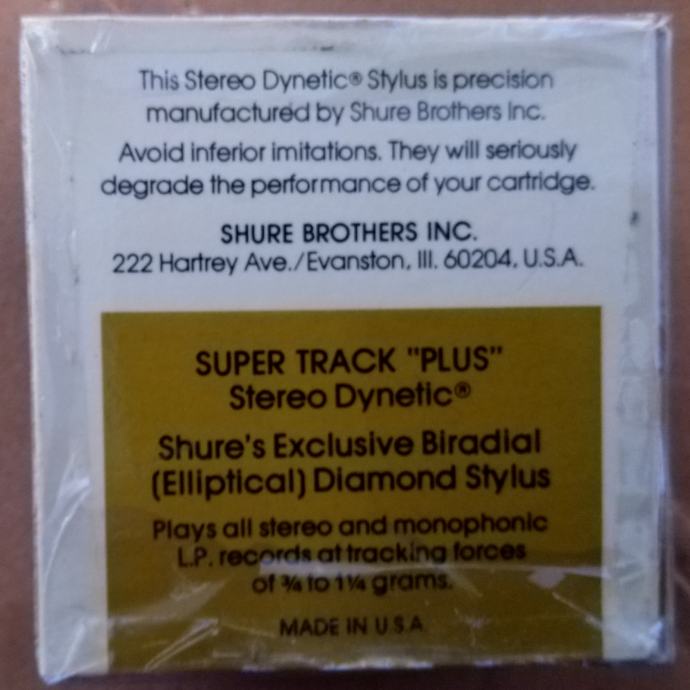 This Stereo Dynetic® Stylus is precision
manufactured by Shure Brothers Inc.
Avoid inferior imitations. They will seriously
degrade the performance of your cartridge.
SHURE BROTHERS INC.
222 Hartrey Ave./Evanston, Ill. 60204, U.S.A.
SUPER TRACK "PLUS"
Stereo Dynetic®
Shure's Exclusive Biradial
(Elliptical) Diamond Stylus
Plays all stereo and monophonic
L.P. records at tracking forces
of ¾ to 1¼ grams.
MADE IN U.S.A.